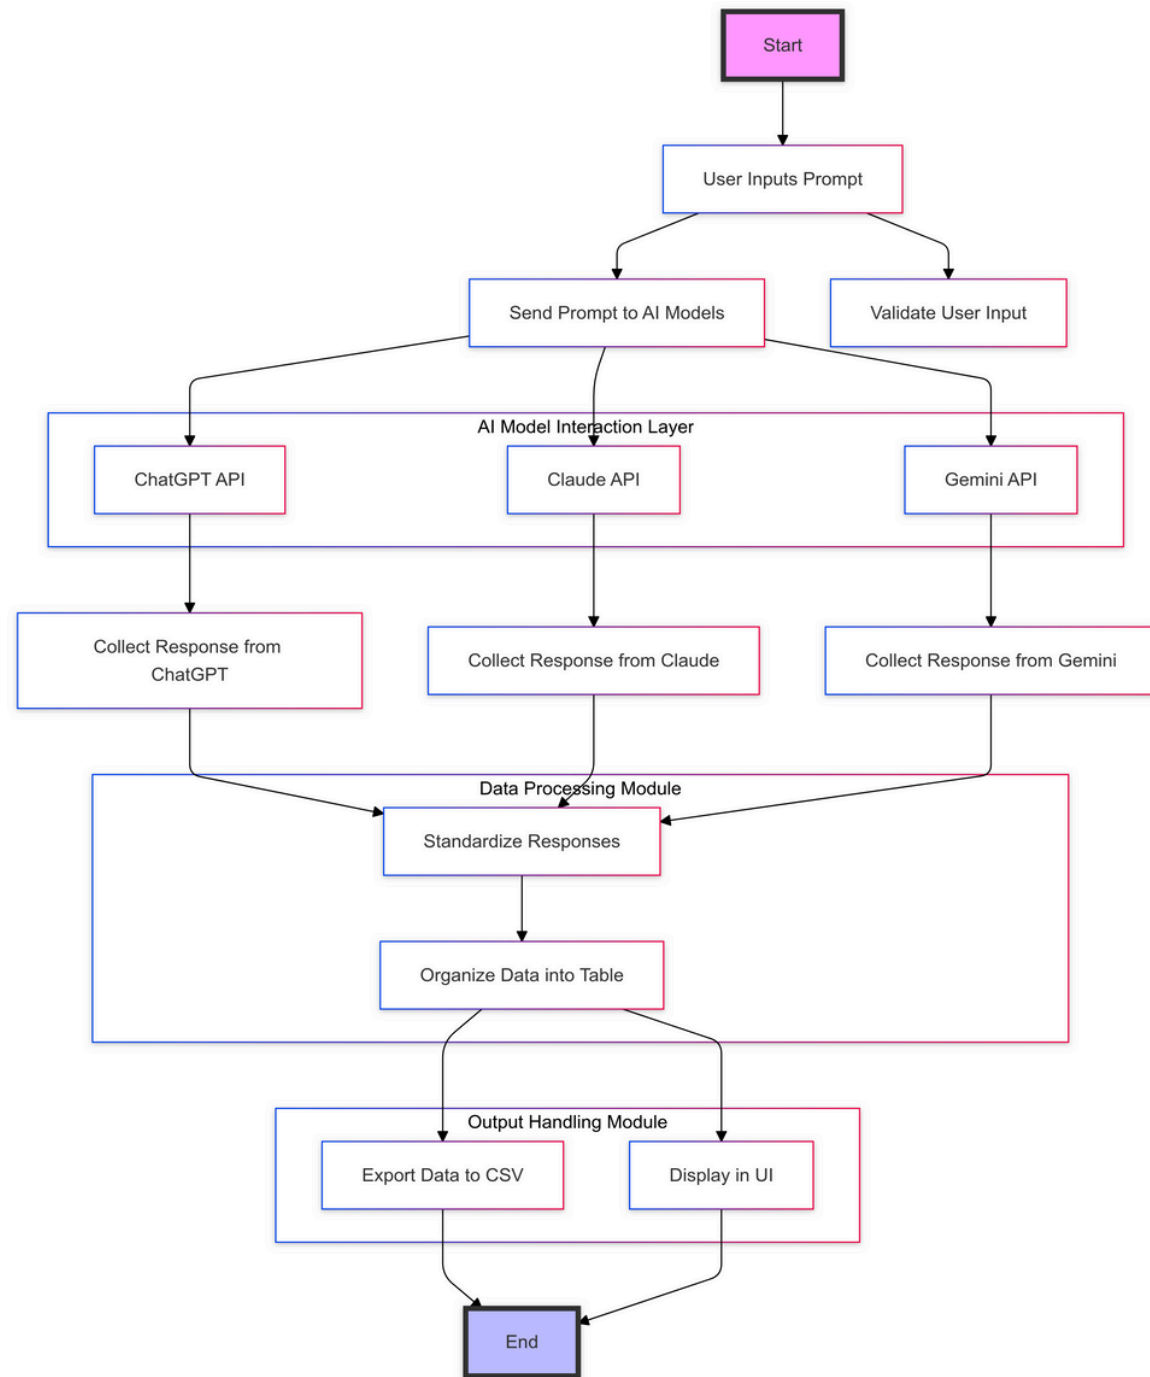 Start
User Inputs Prompt
Send Prompt to AI Models
Validate User Input
AI Model Interaction Layer
ChatGPT API
Claude API
Gemini API
Collect Response from
ChatGPT
Collect Response from Claude
Collect Response from Gemini
Data Processing Module
Standardize Responses
Organize Data into Table
Output Handling Module
Export Data to CSV
Display in UI
End